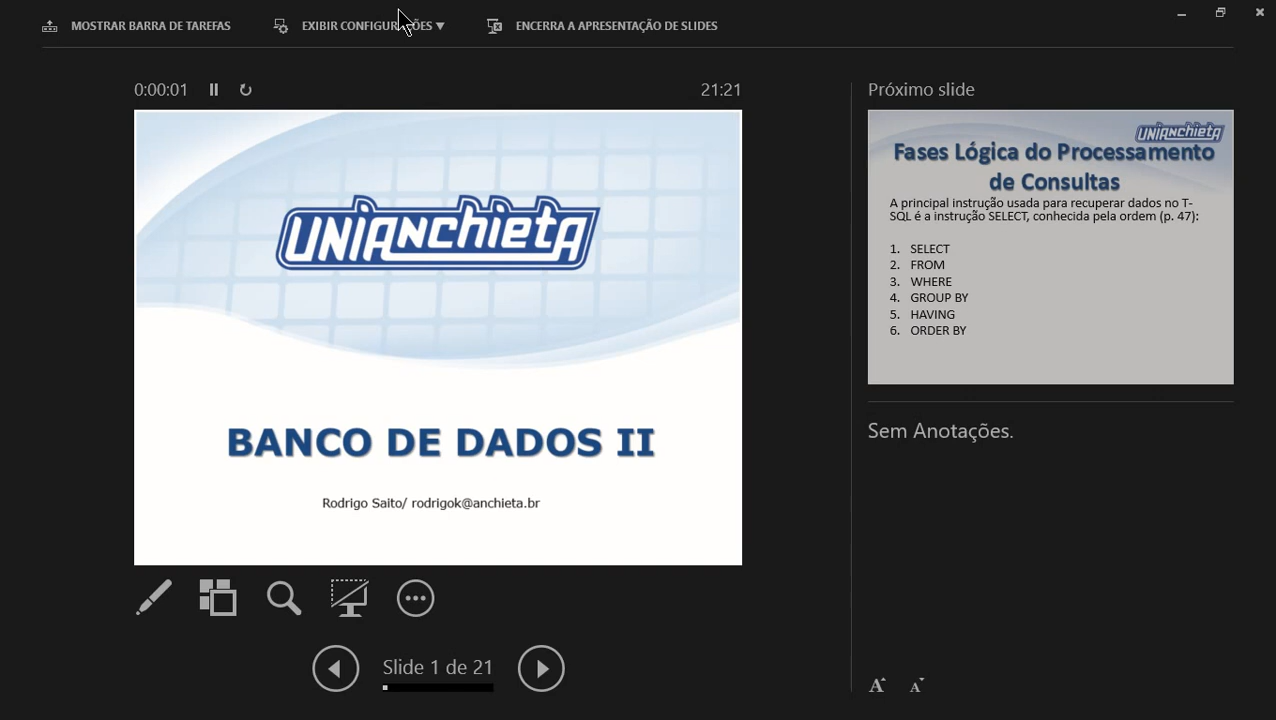 MOSTRAR BARRA DE TAREFAS
EXIBIR CONFIGURAÇÕES ▼
ENCERRA A APRESENTAÇÃO DE SLIDES
0:00:01
21:21
UNIANCHIETA
BANCO DE DADOS II
Rodrigo Saito/ rodrigok@anchieta.br
Slide 1 de 21
Próximo slide
UNIANCHIETA
Fases Lógica do Processamento
de Consultas
A principal instrução usada para recuperar dados no T-
SQL é a instrução SELECT, conhecida pela ordem (p. 47):
1. SELECT
2. FROM
3. WHERE
4. GROUP BY
5. HAVING
6. ORDER BY
Sem Anotações.
A A